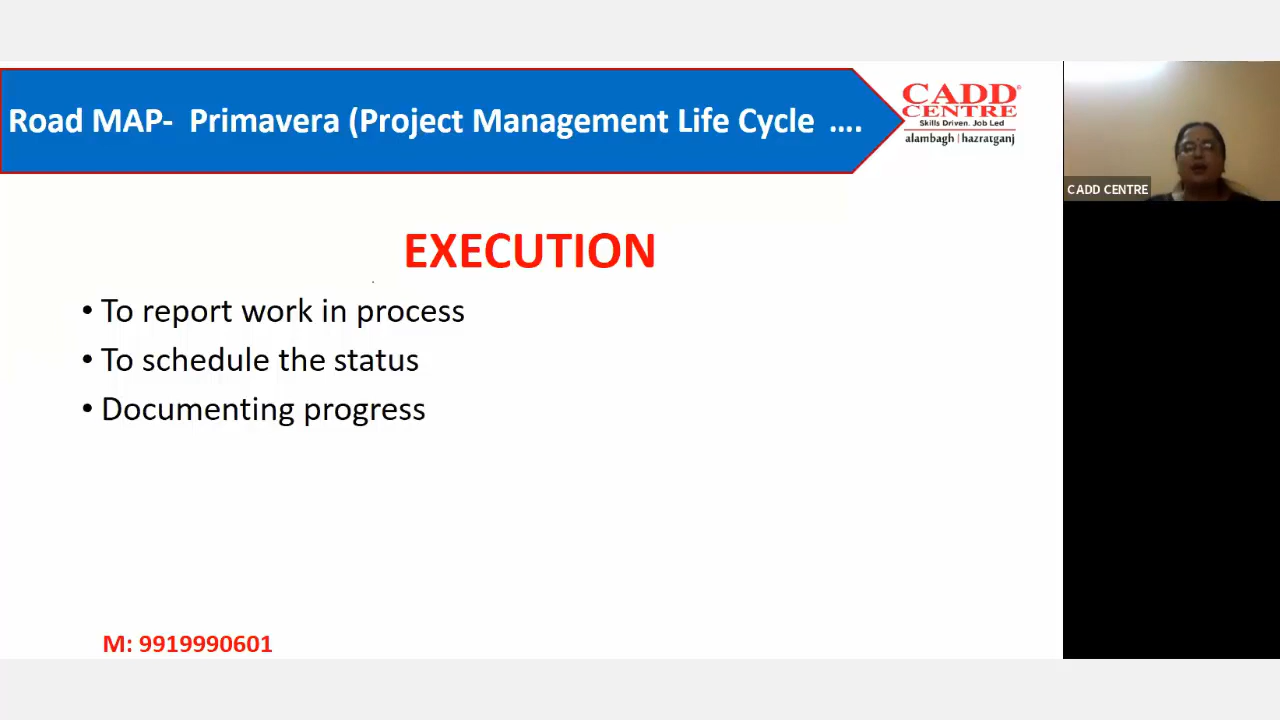 Road MAP-  Primavera (Project Management Life Cycle  ....
CADD
CENTRE
Skills Driven. Job Led
alambagh | hazratganj
CADD CENTRE
EXECUTION
• To report work in process
• To schedule the status
• Documenting progress
M: 9919990601